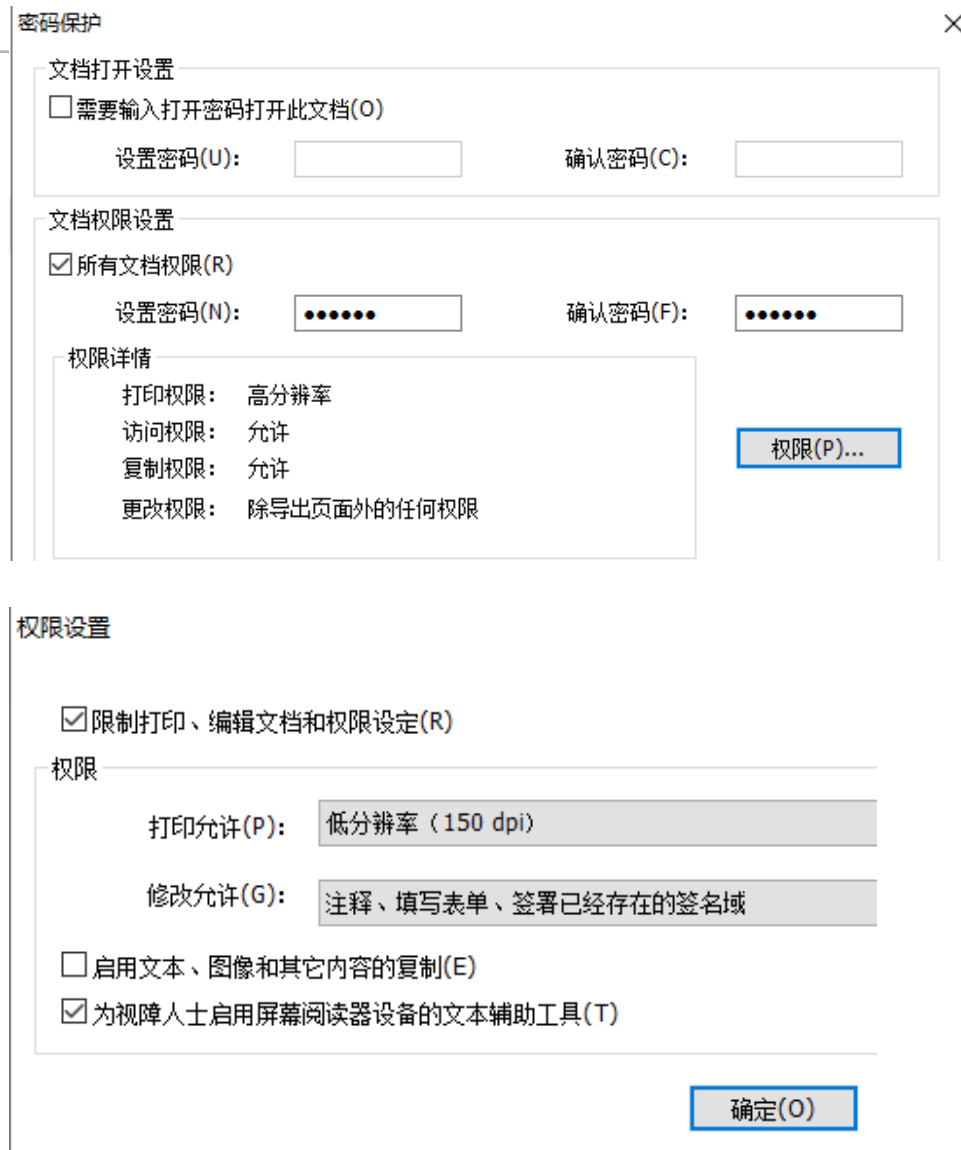 密码保护
文档打开设置
需要输入打开密码打开此文档(O)
设置密码(U): 确认密码(C):
文档权限设置
所有文档权限(R)
设置密码(N): ●●●●●● 确认密码(F): ●●●●●●
权限详情
打印权限: 高分辨率
访问权限: 允许
权限(P)...
复制权限: 允许
更改权限: 除导出页面外的任何权限
权限设置
限制打印、编辑文档和权限设定(R)
权限
打印允许(P): 低分辨率（150 dpi）
修改允许(G): 注释、填写表单、签署已经存在的签名域
启用文本、图像和其它内容的复制(E)
为视障人士启用屏幕阅读器设备的文本辅助工具(T)
确定(O)